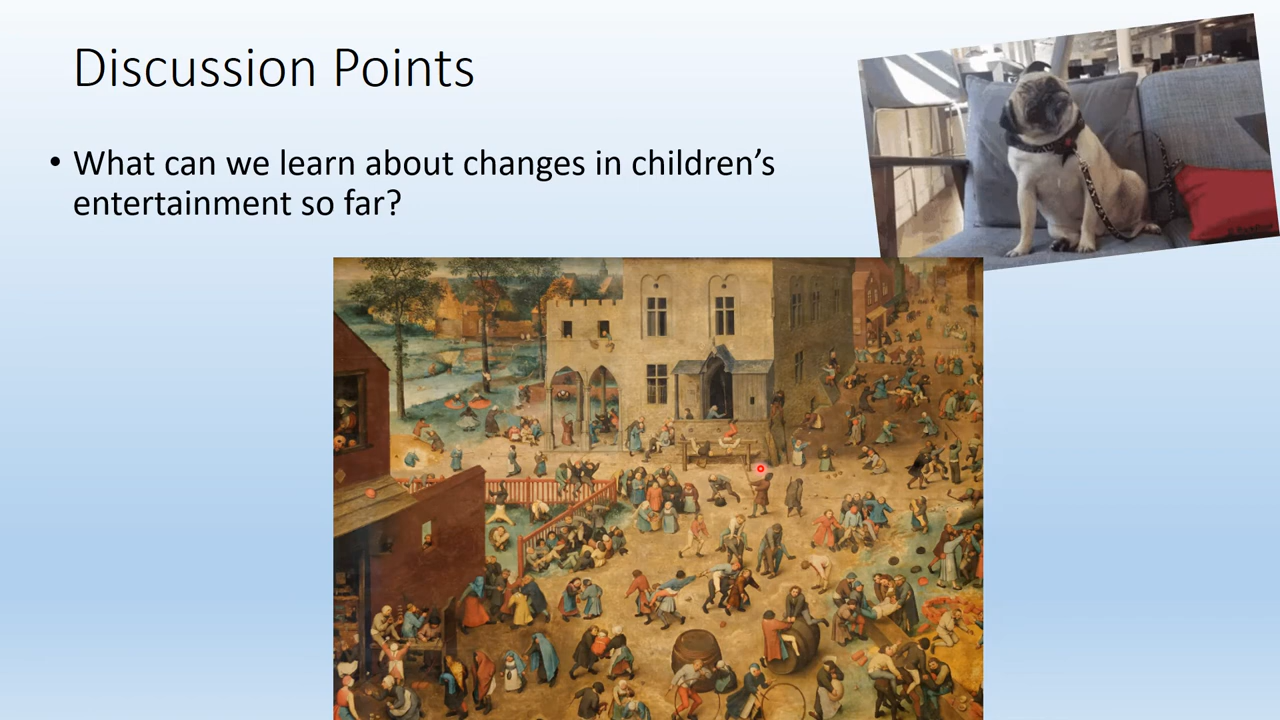 Discussion Points
• What can we learn about changes in children’s
entertainment so far?